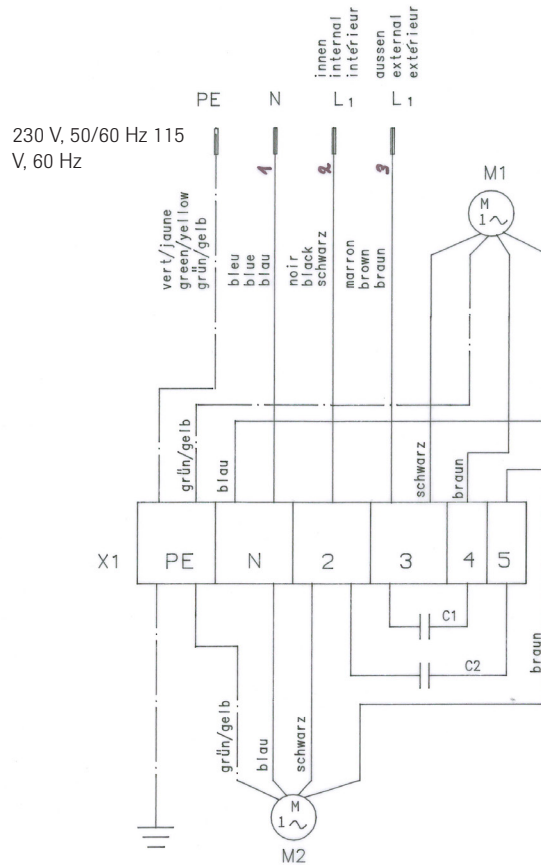 innen
internal
intérieur
aussen
external
extérieur
PE
N
L1
L1
230 V, 50/60 Hz 115
V, 60 Hz
1
2
3
M1
M
1~
vert/jaune
green/yellow
grün/gelb
bleu
blue
blau
noir
black
schwarz
marron
brown
braun
grün/gelb
blau
schwarz
braun
X1
PE
N
2
3
4
5
C1
C2
braun
grün/gelb
blau
schwarz
M
1~
M2